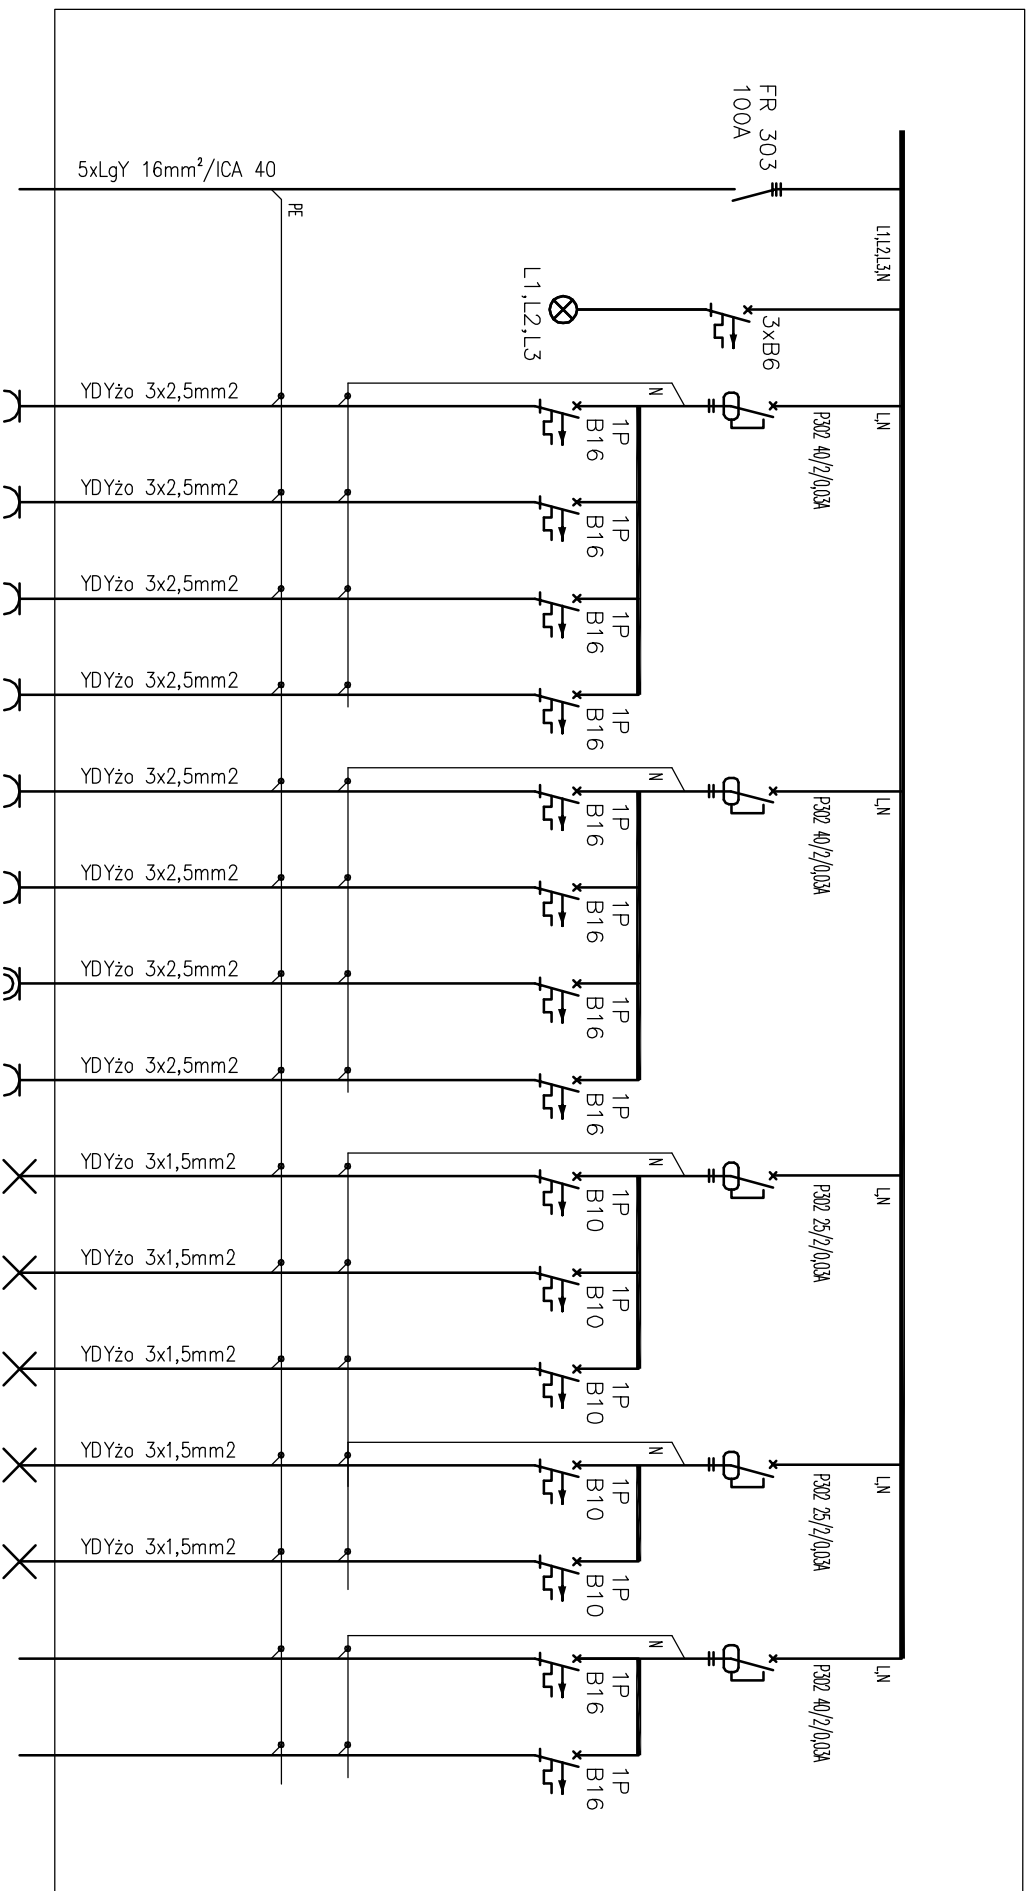 FR 303
100A
5xLgY 16mm²/ICA 40
PE
L1,L2,L3,N
3xB6
L1,L2,L3
L,N
P302 40/2/0,03A
N
1P
B16
YDYżo 3x2,5mm2
1P
B16
YDYżo 3x2,5mm2
1P
B16
YDYżo 3x2,5mm2
1P
B16
YDYżo 3x2,5mm2
L,N
P302 40/2/0,03A
N
1P
B16
YDYżo 3x2,5mm2
1P
B16
YDYżo 3x2,5mm2
1P
B16
YDYżo 3x2,5mm2
1P
B16
YDYżo 3x2,5mm2
L,N
P302 25/2/0,03A
N
1P
B10
YDYżo 3x1,5mm2
1P
B10
YDYżo 3x1,5mm2
1P
B10
YDYżo 3x1,5mm2
L,N
P302 25/2/0,03A
N
1P
B10
YDYżo 3x1,5mm2
1P
B10
YDYżo 3x1,5mm2
L,N
P302 40/2/0,03A
N
1P
B16
1P
B16